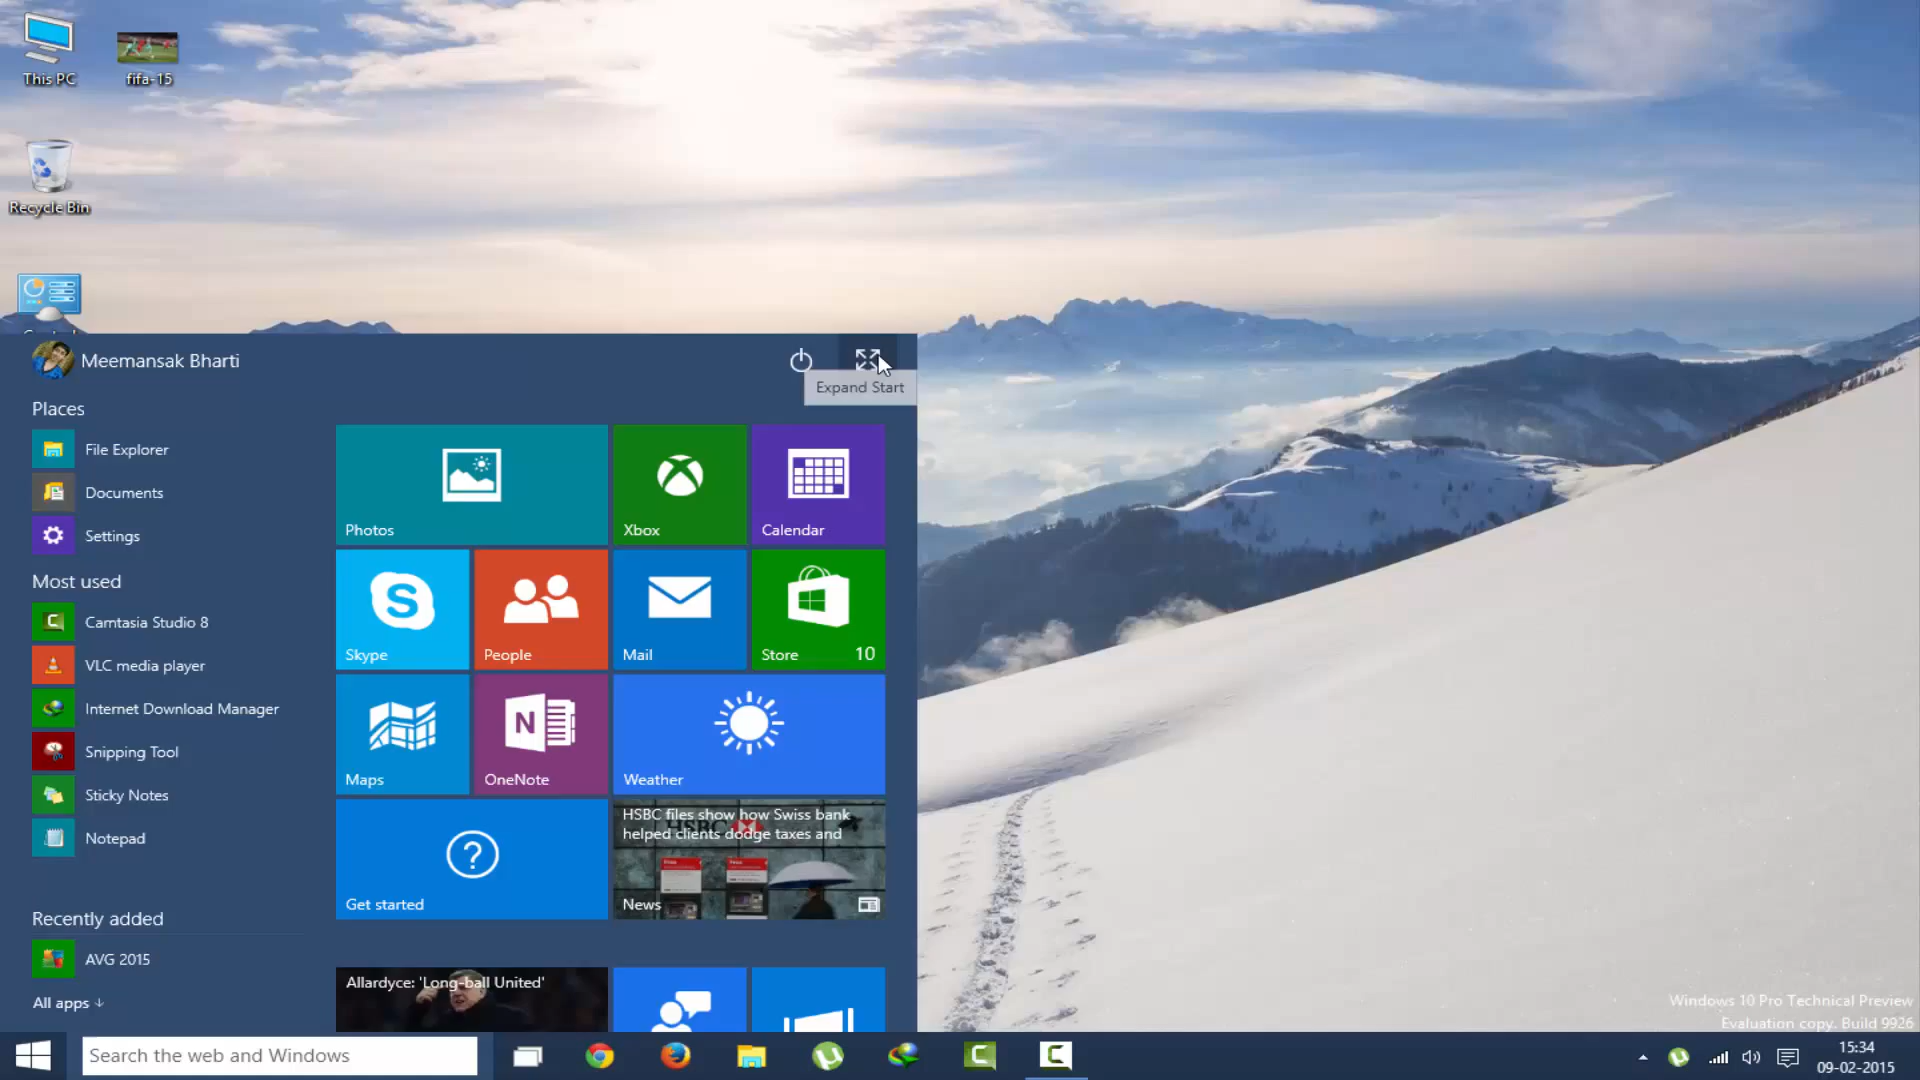 This PC
fifa-15
Recycle Bin
Meemansak Bharti
Expand Start
Places
File Explorer
Documents
Settings
Most used
Camtasia Studio 8
VLC media player
Internet Download Manager
Snipping Tool
Sticky Notes
Notepad
Recently added
AVG 2015
All apps
Photos
Xbox
Calendar
Skype
People
Mail
Store 10
Maps
OneNote
Weather
Get started
HSBC files show how Swiss bank
helped clients dodge taxes and
HSBC
News
Allardyce: 'Long-ball United'
Windows 10 Pro Technical Preview
Evaluation copy. Build 9926
Search the web and Windows
15:34
09-02-2015